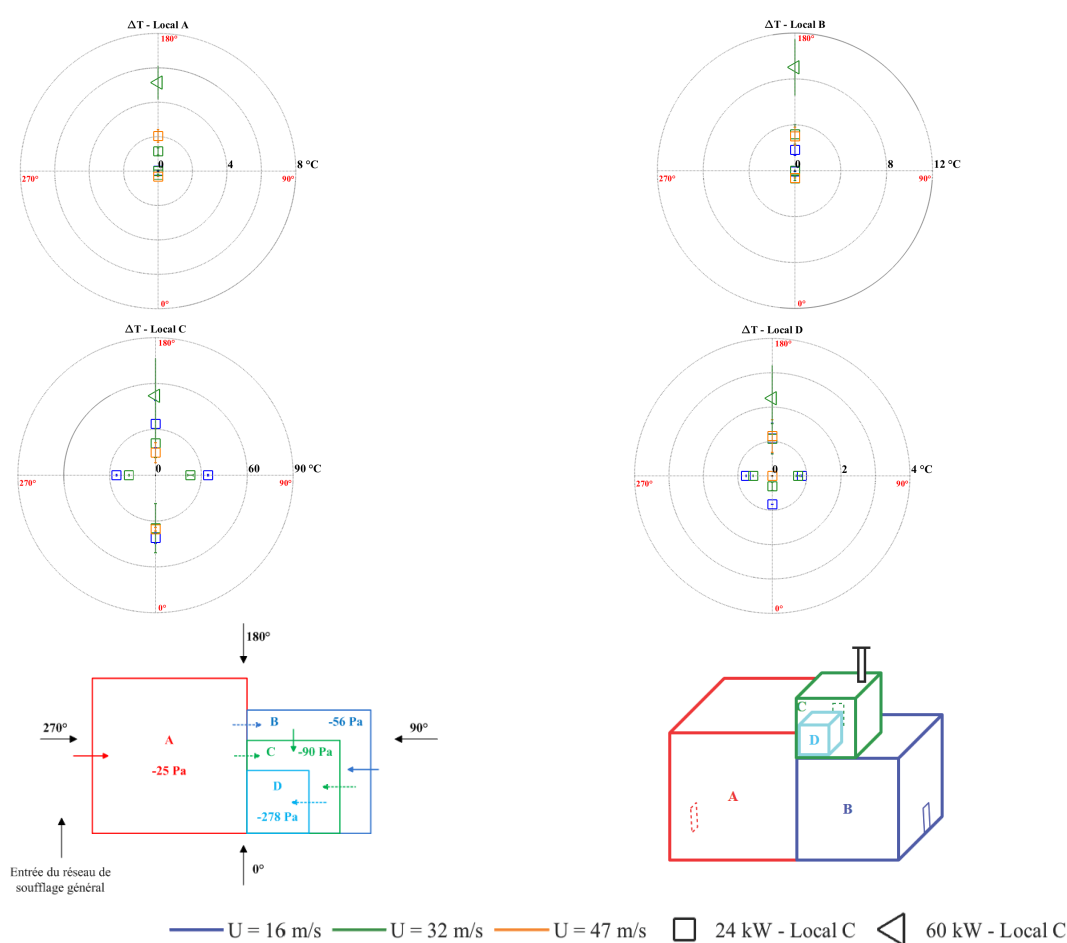 ΔT - Local A
180°
0
4
8 °C
270°
90°
0°
ΔT - Local B
180°
0
8
12 °C
270°
90°
0°
ΔT - Local C
180°
0
60
90 °C
270°
90°
0°
ΔT - Local D
180°
0
2
4 °C
270°
90°
0°
180°
270°
90°
B
-56 Pa
A
C
-90 Pa
-25 Pa
D
-278 Pa
Entrée du réseau de
soufflage général
0°
C
D
A
B
U = 16 m/s
U = 32 m/s
U = 47 m/s
24 kW - Local C
60 kW - Local C